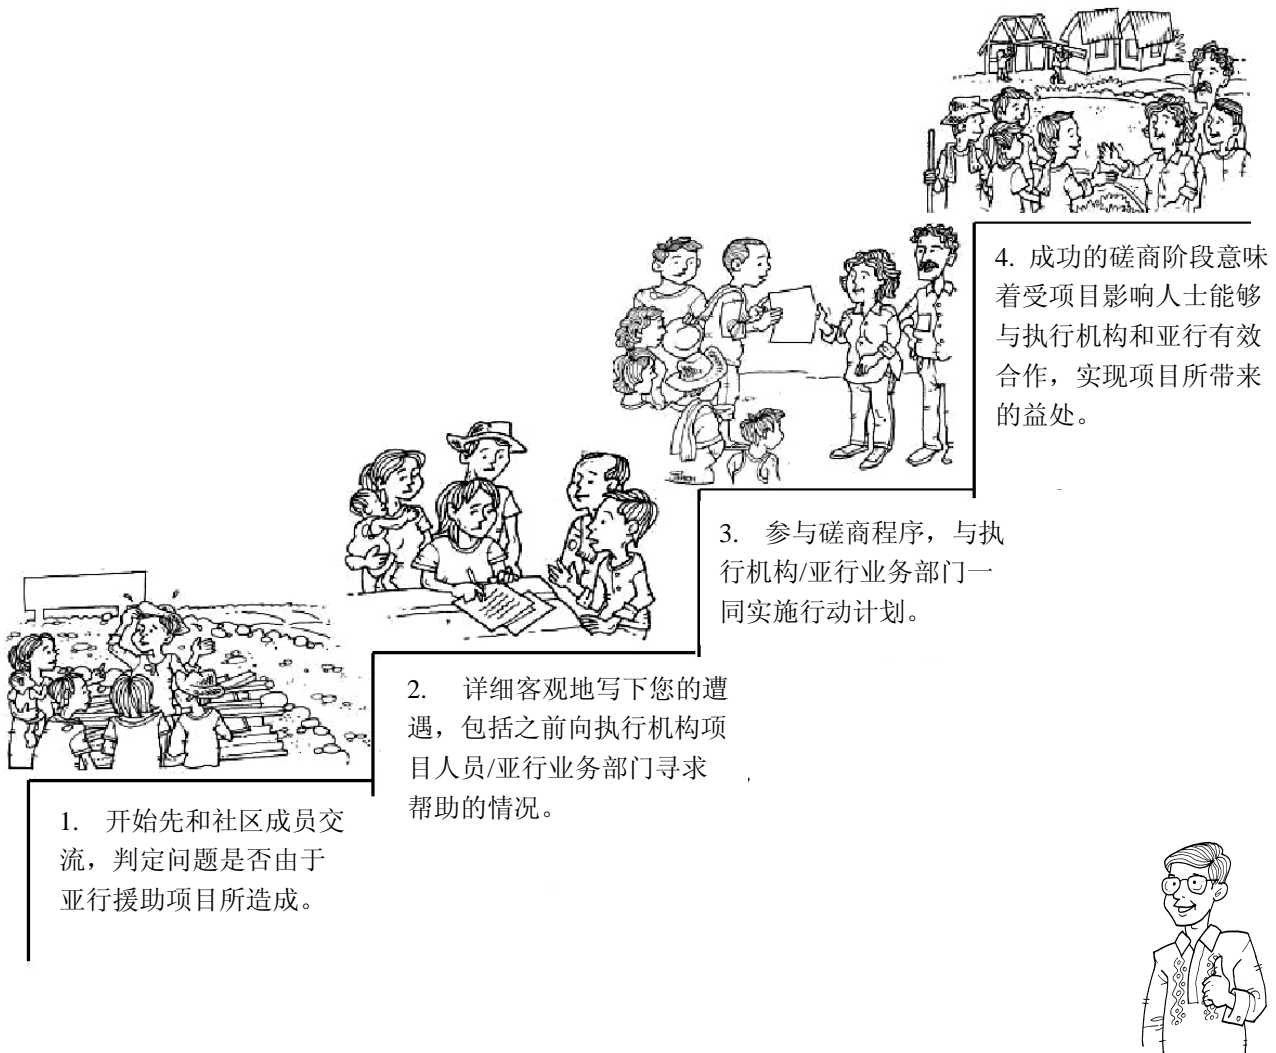 1. 开始先和社区成员交
流，判定问题是否由于
亚行援助项目所造成。
2. 详细客观地写下您的遭
遇，包括之前向执行机构项
目人员/亚行业务部门寻求
帮助的情况。
3. 参与磋商程序，与执
行机构/亚行业务部门一
同实施行动计划。
4. 成功的磋商阶段意味
着受项目影响人士能够
与执行机构和亚行有效
合作，实现项目所带来
的益处。